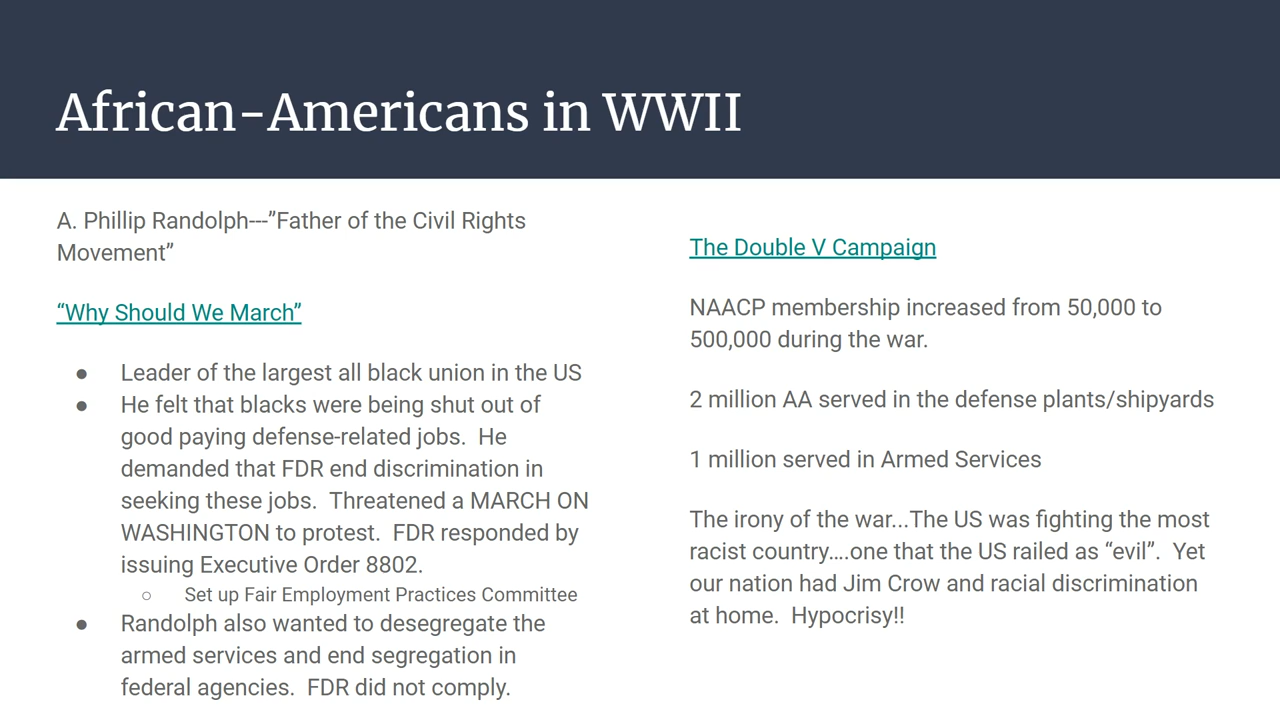 African-Americans in WWII
A. Phillip Randolph---”Father of the Civil Rights
Movement”
“Why Should We March”
● Leader of the largest all black union in the US
● He felt that blacks were being shut out of
good paying defense-related jobs.  He
demanded that FDR end discrimination in
seeking these jobs.  Threatened a MARCH ON
WASHINGTON to protest.  FDR responded by
issuing Executive Order 8802.
○ Set up Fair Employment Practices Committee
● Randolph also wanted to desegregate the
armed services and end segregation in
federal agencies.  FDR did not comply.
The Double V Campaign
NAACP membership increased from 50,000 to
500,000 during the war.
2 million AA served in the defense plants/shipyards
1 million served in Armed Services
The irony of the war...The US was fighting the most
racist country….one that the US railed as “evil”.  Yet
our nation had Jim Crow and racial discrimination
at home.  Hypocrisy!!